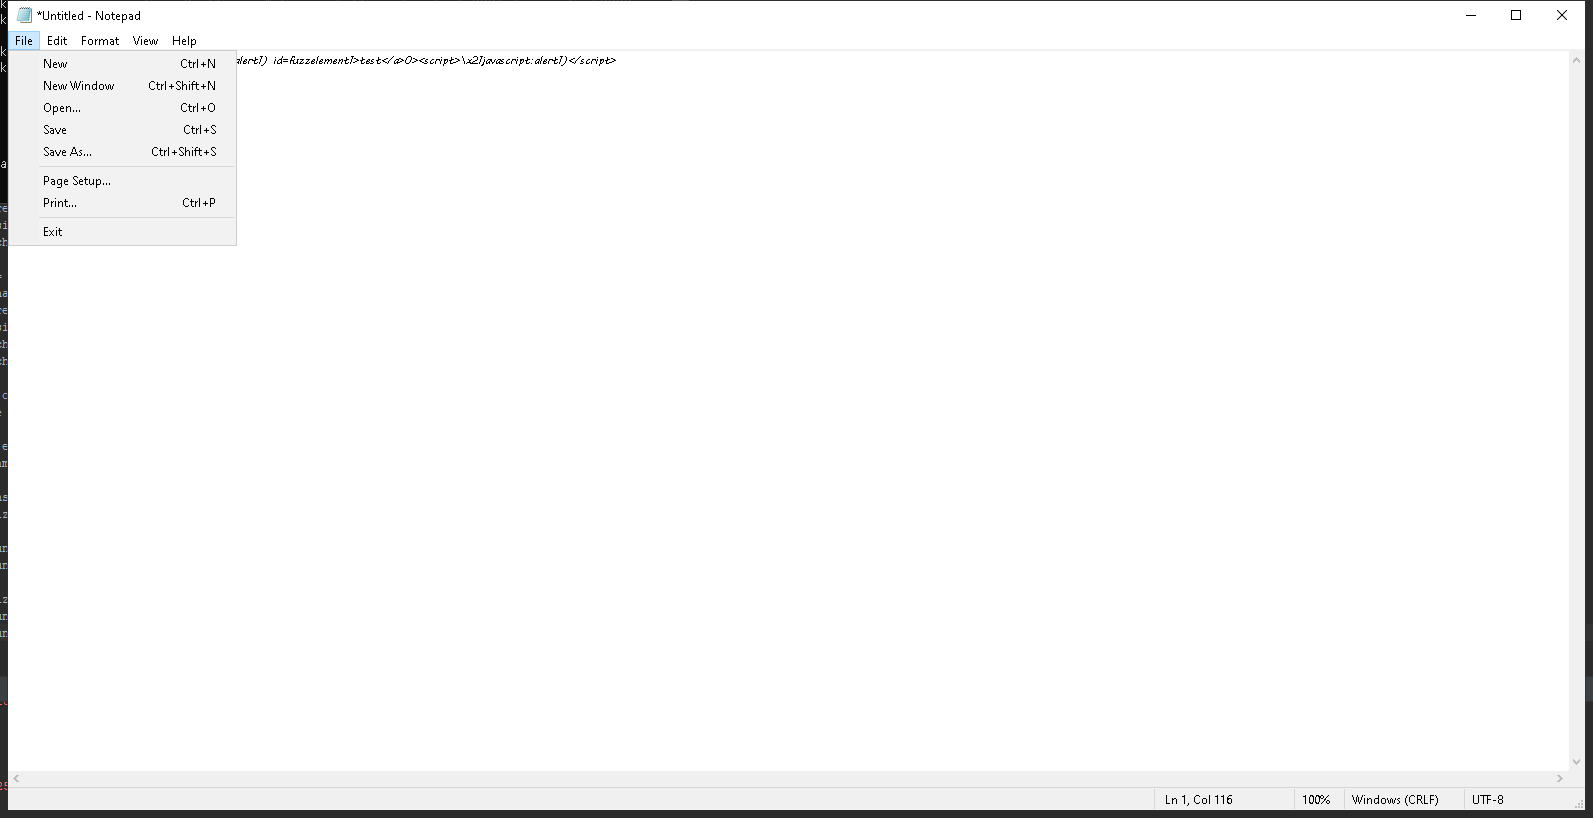 *Untitled - Notepad
File Edit Format View Help
alert1) id=fuzzelement1>test</a>0><script>\x21javascript:alert1)</script>
New Ctrl+N
New Window Ctrl+Shift+N
Open... Ctrl+O
Save Ctrl+S
Save As... Ctrl+Shift+S
Page Setup...
Print... Ctrl+P
Exit
Ln 1, Col 116 100% Windows (CRLF) UTF-8